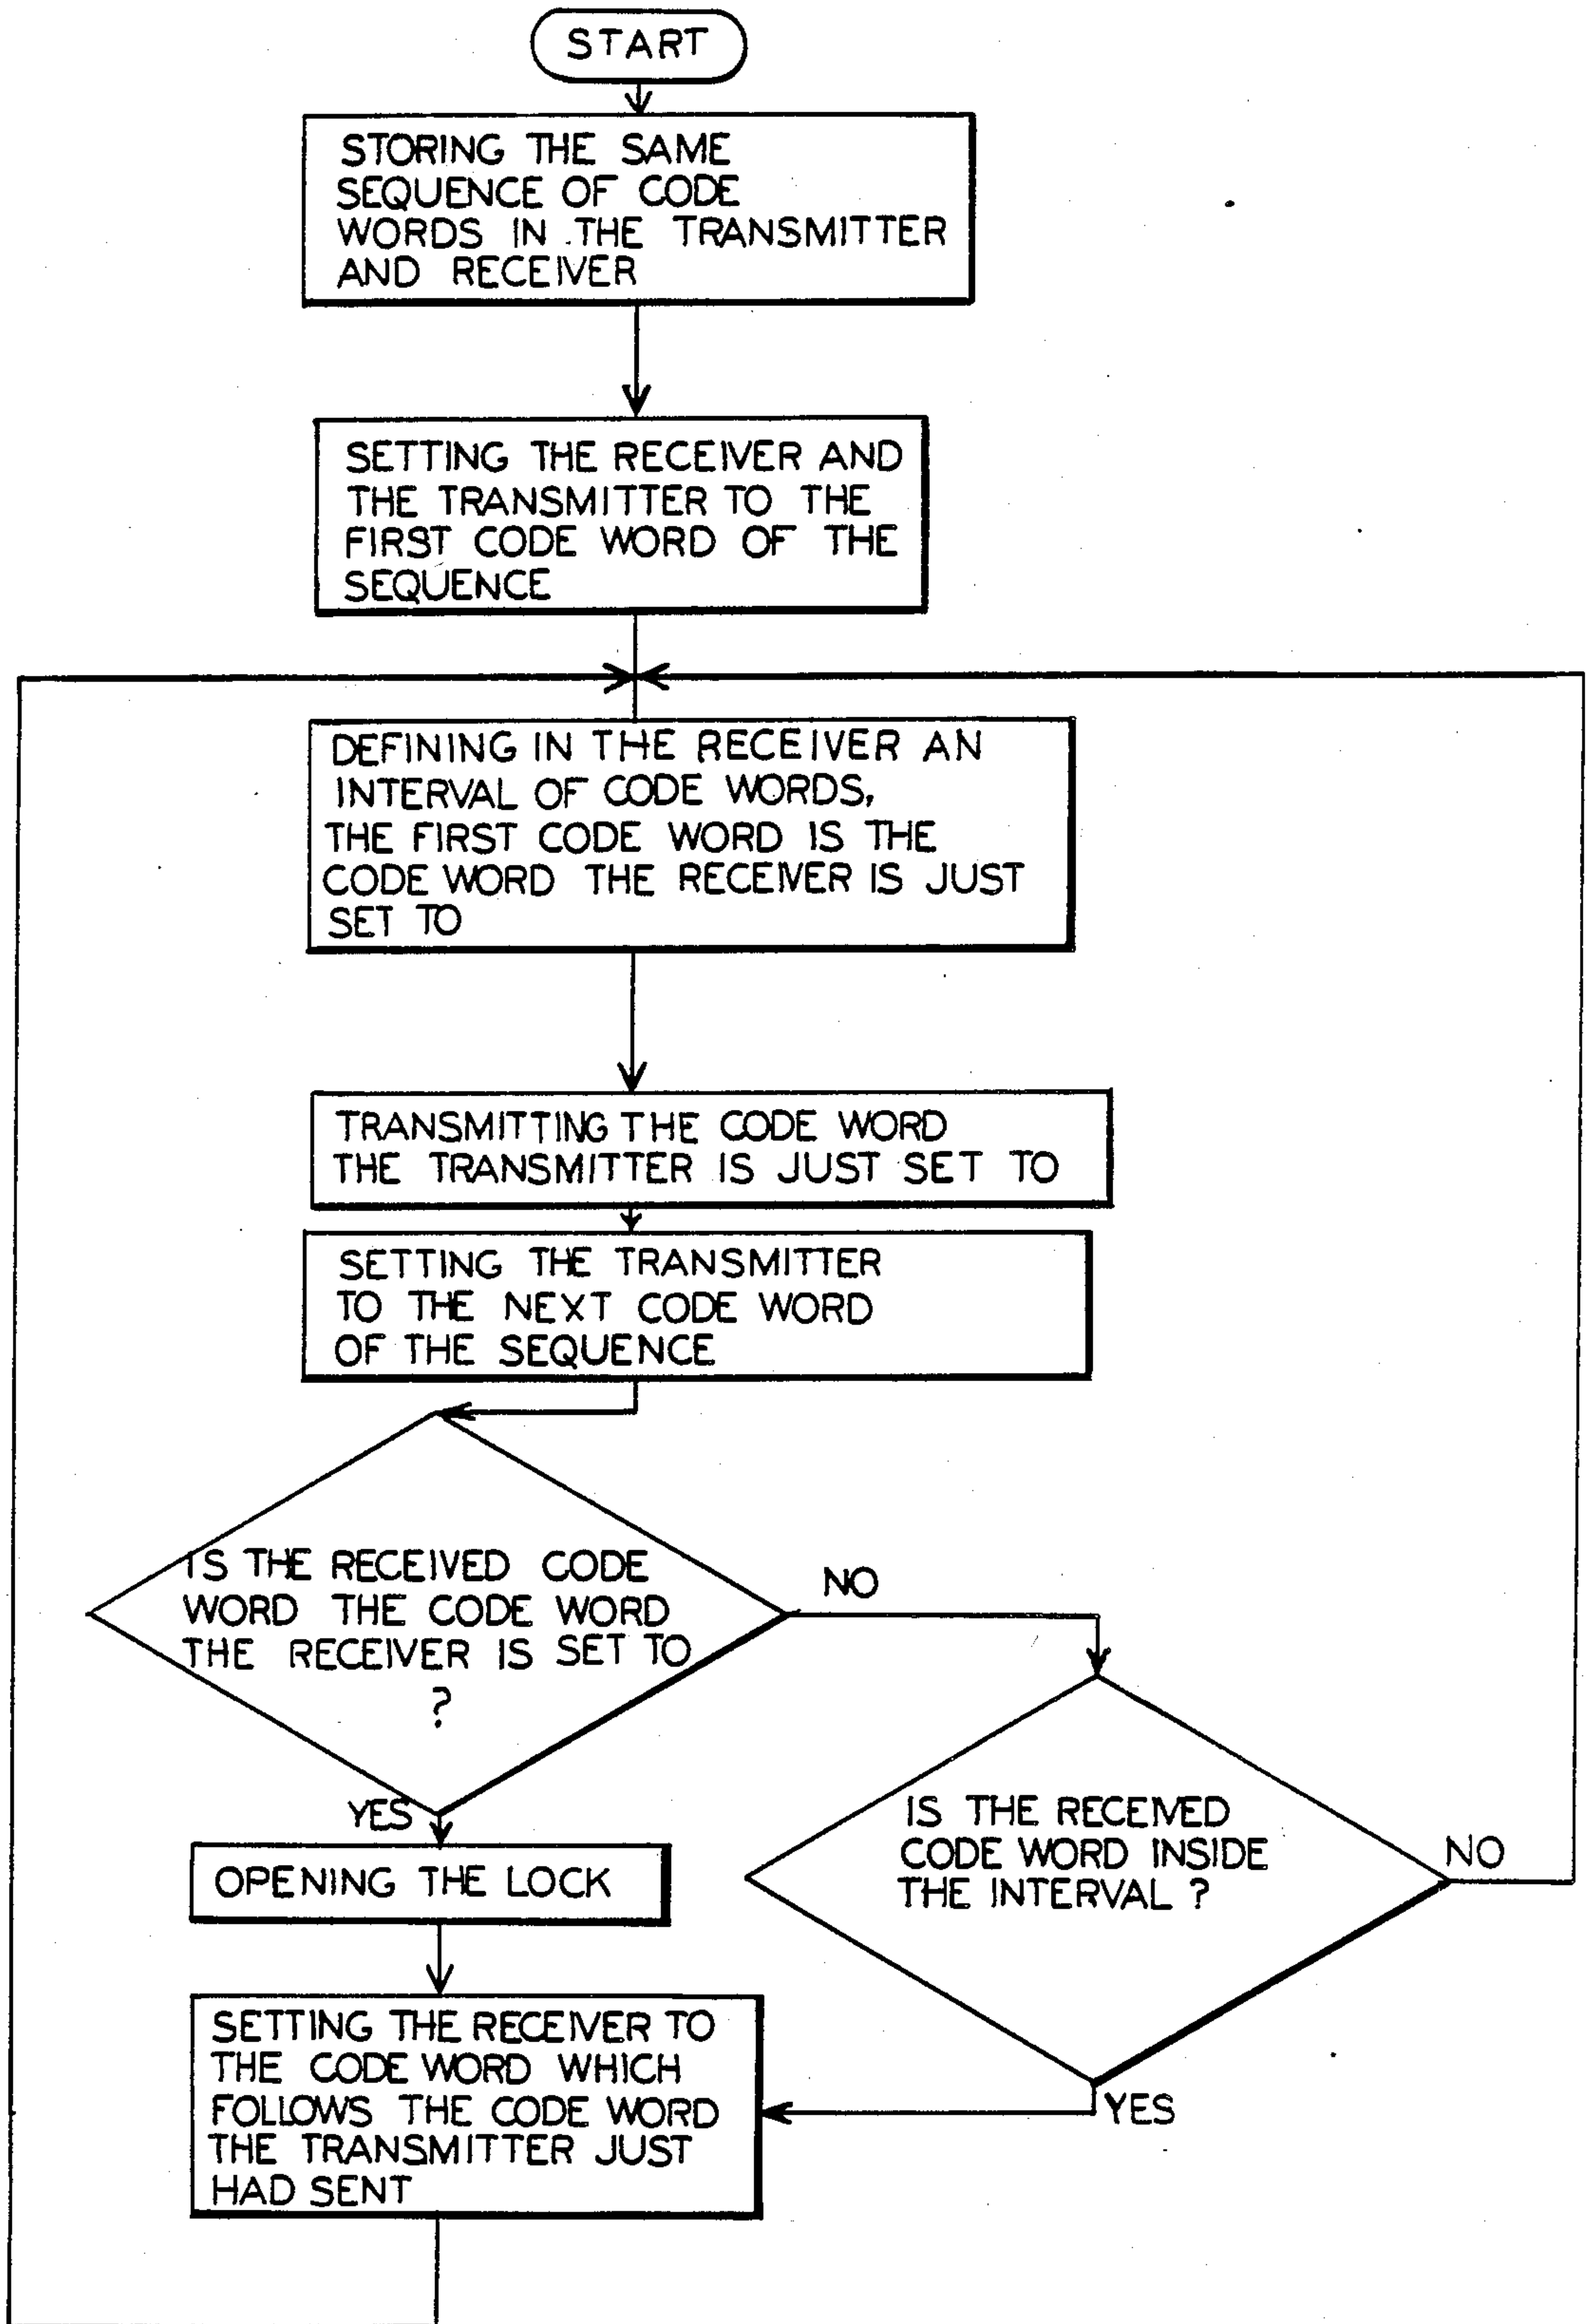 START
STORING THE SAME
SEQUENCE OF CODE
WORDS IN THE TRANSMITTER
AND RECEIVER
SETTING THE RECEIVER AND
THE TRANSMITTER TO THE
FIRST CODE WORD OF THE
SEQUENCE
DEFINING IN THE RECEIVER AN
INTERVAL OF CODE WORDS,
THE FIRST CODE WORD IS THE
CODE WORD THE RECEIVER IS JUST
SET TO
TRANSMITTING THE CODE WORD
THE TRANSMITTER IS JUST SET TO
SETTING THE TRANSMITTER
TO THE NEXT CODE WORD
OF THE SEQUENCE
IS THE RECEIVED CODE
WORD THE CODE WORD
THE RECEIVER IS SET TO
?
NO
YES
IS THE RECEIVED
CODE WORD INSIDE
THE INTERVAL ?
NO
YES
OPENING THE LOCK
SETTING THE RECEIVER TO
THE CODE WORD WHICH
FOLLOWS THE CODE WORD
THE TRANSMITTER JUST
HAD SENT